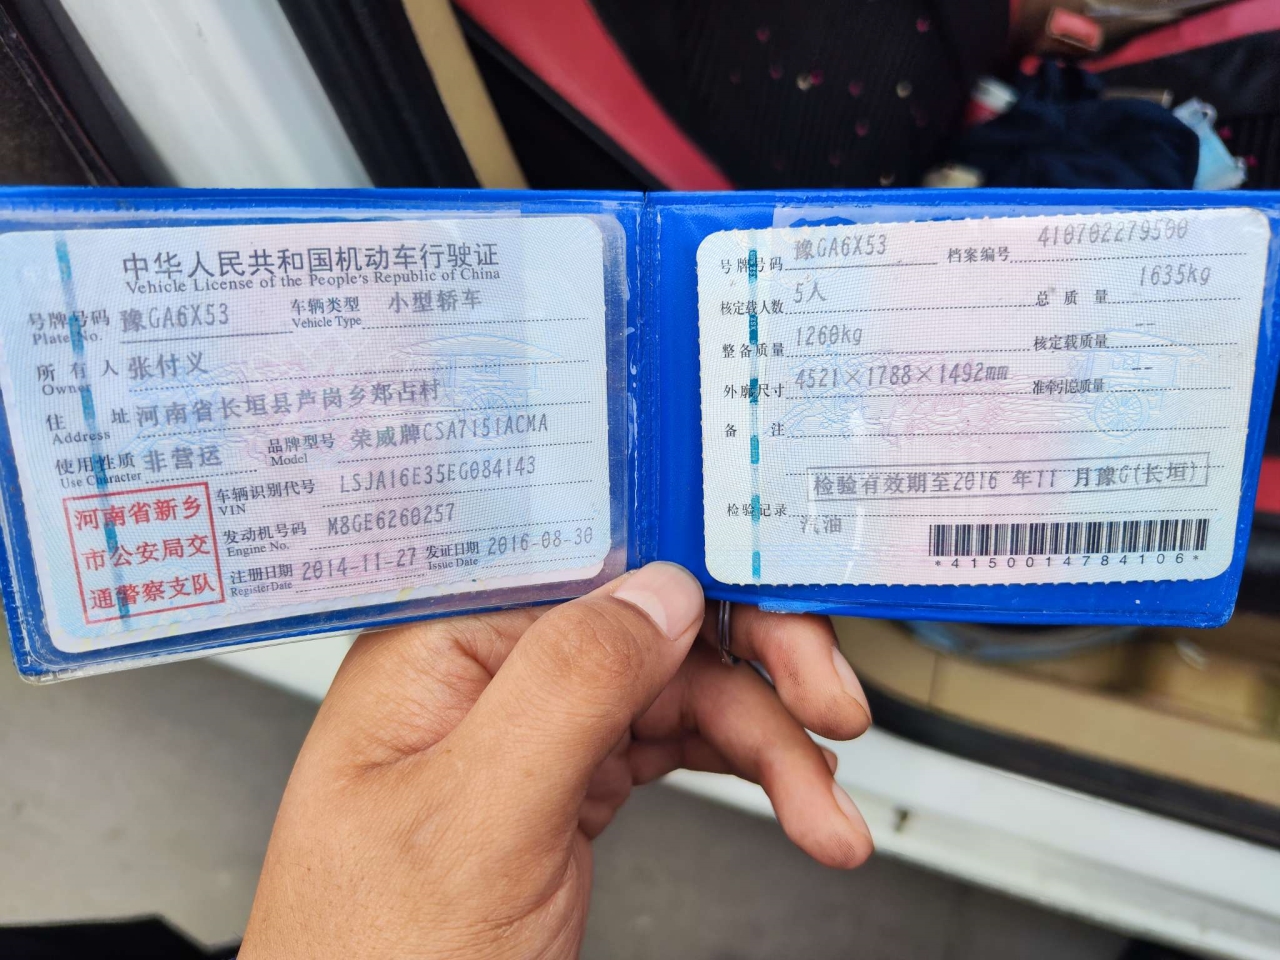 中华人民共和国机动车行驶证
Vehicle License of the People's Republic of China
号牌号码 豫GA6X53 车辆类型 小型轿车
Plate No. Vehicle Type
所有人 张付义
Owner
住址 河南省长垣县芦岗乡郑占村
Address
使用性质 非营运 品牌型号 荣威牌CSA7151ACMA
Use Character Model
车辆识别代号 LSJA16E35EG084143
VIN
发动机号码 M8GE6260257
Engine No.
注册日期 2014-11-27 发证日期 2016-08-30
Register Date Issue Date
河南省新乡
市公安局交
通警察支队
号牌号码 豫GA6X53 档案编号 410702279500
核定载人数 5人 总质量 1635kg
整备质量 1260kg 核定载质量 --
外廓尺寸 4521×1788×1492mm 准牵引总质量 --
备注
检验有效期至2016 年11 月豫G(长垣)
检验记录
汽油
*4150014784106*